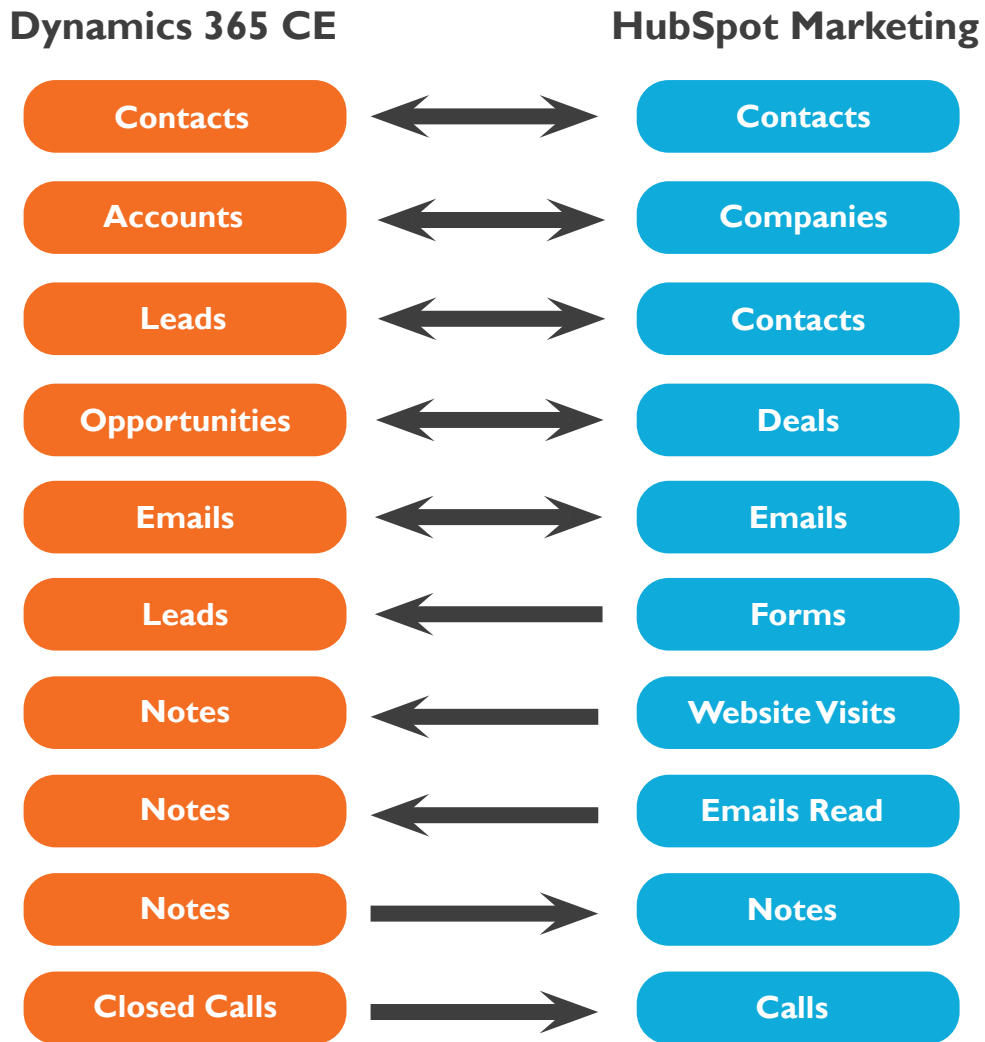 Dynamics 365 CE HubSpot Marketing
Contacts Contacts
Accounts Companies
Leads Contacts
Opportunities Deals
Emails Emails
Leads Forms
Notes Website Visits
Notes Emails Read
Notes Notes
Closed Calls Calls